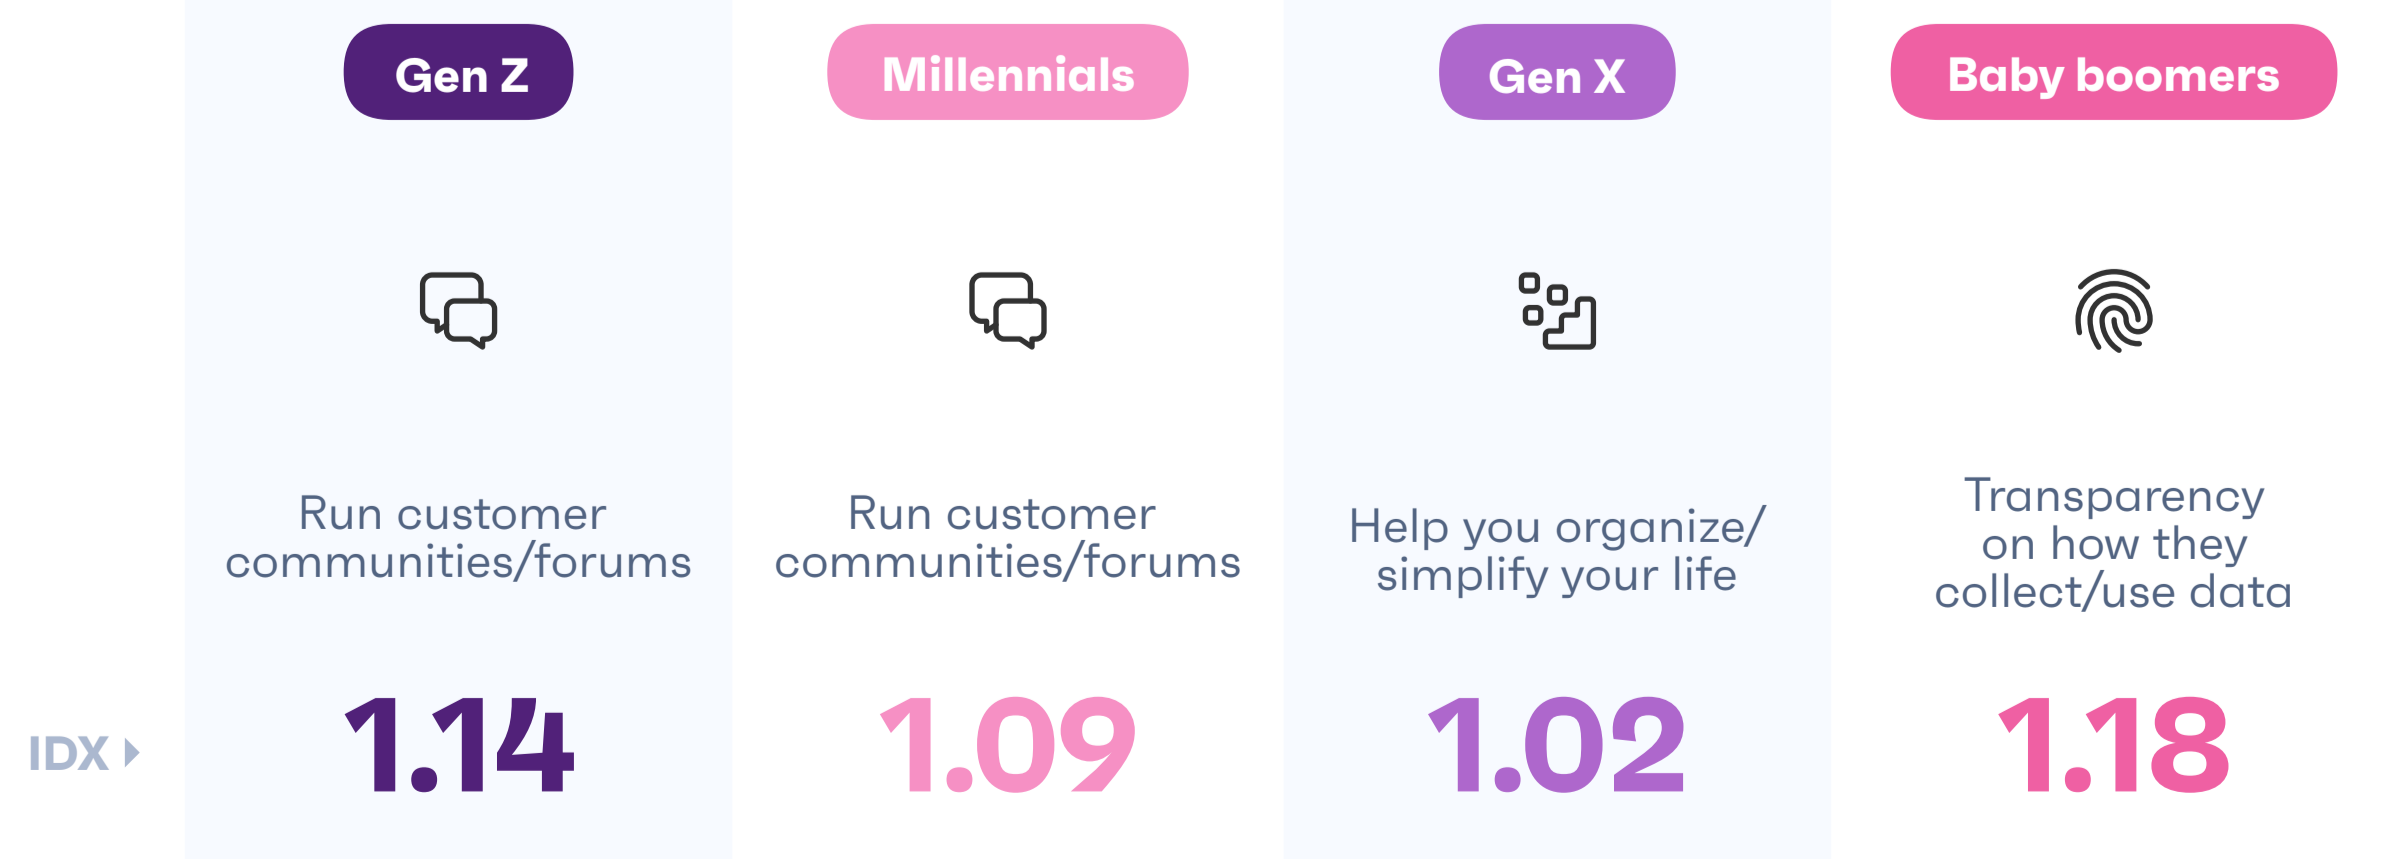 Gen Z
Millennials
Gen X
Baby boomers
Run customer
communities/forums
Run customer
communities/forums
Help you organize/
simplify your life
Transparency
on how they
collect/use data
IDX
1.14
1.09
1.02
1.18